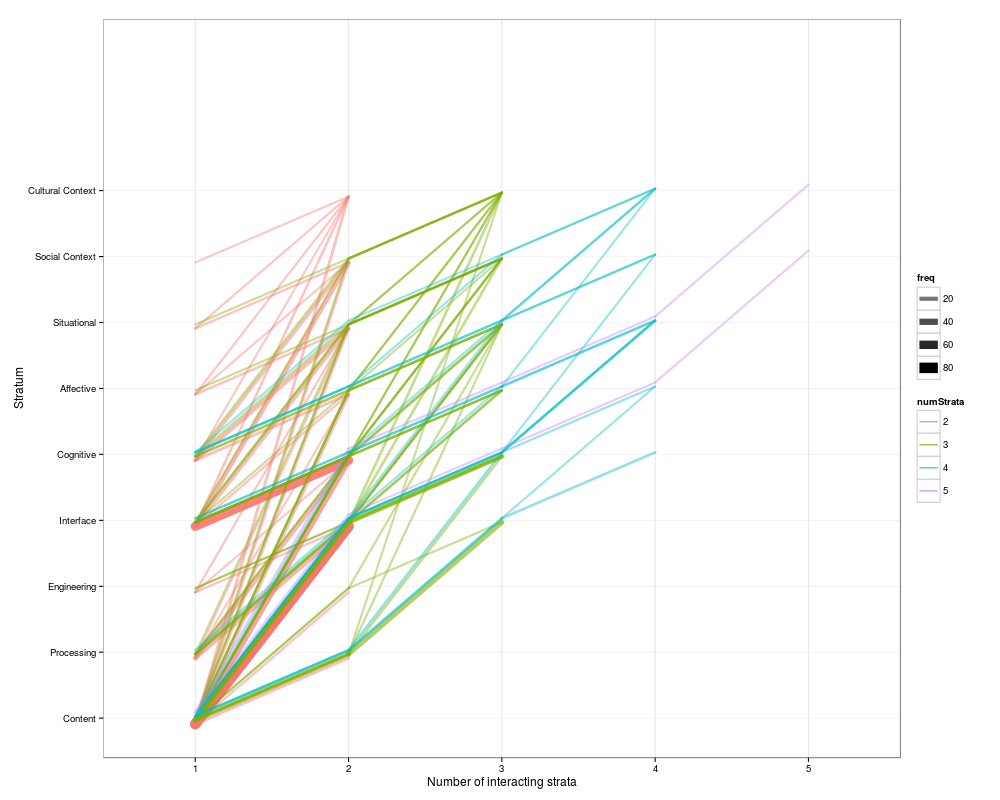 Cultural Context
Social Context
Situational
Affective
Cognitive
Interface
Engineering
Processing
Content
Stratum
1 2 3 4 5
Number of interacting strata
freq
20
40
60
80
numStrata
2
3
4
5